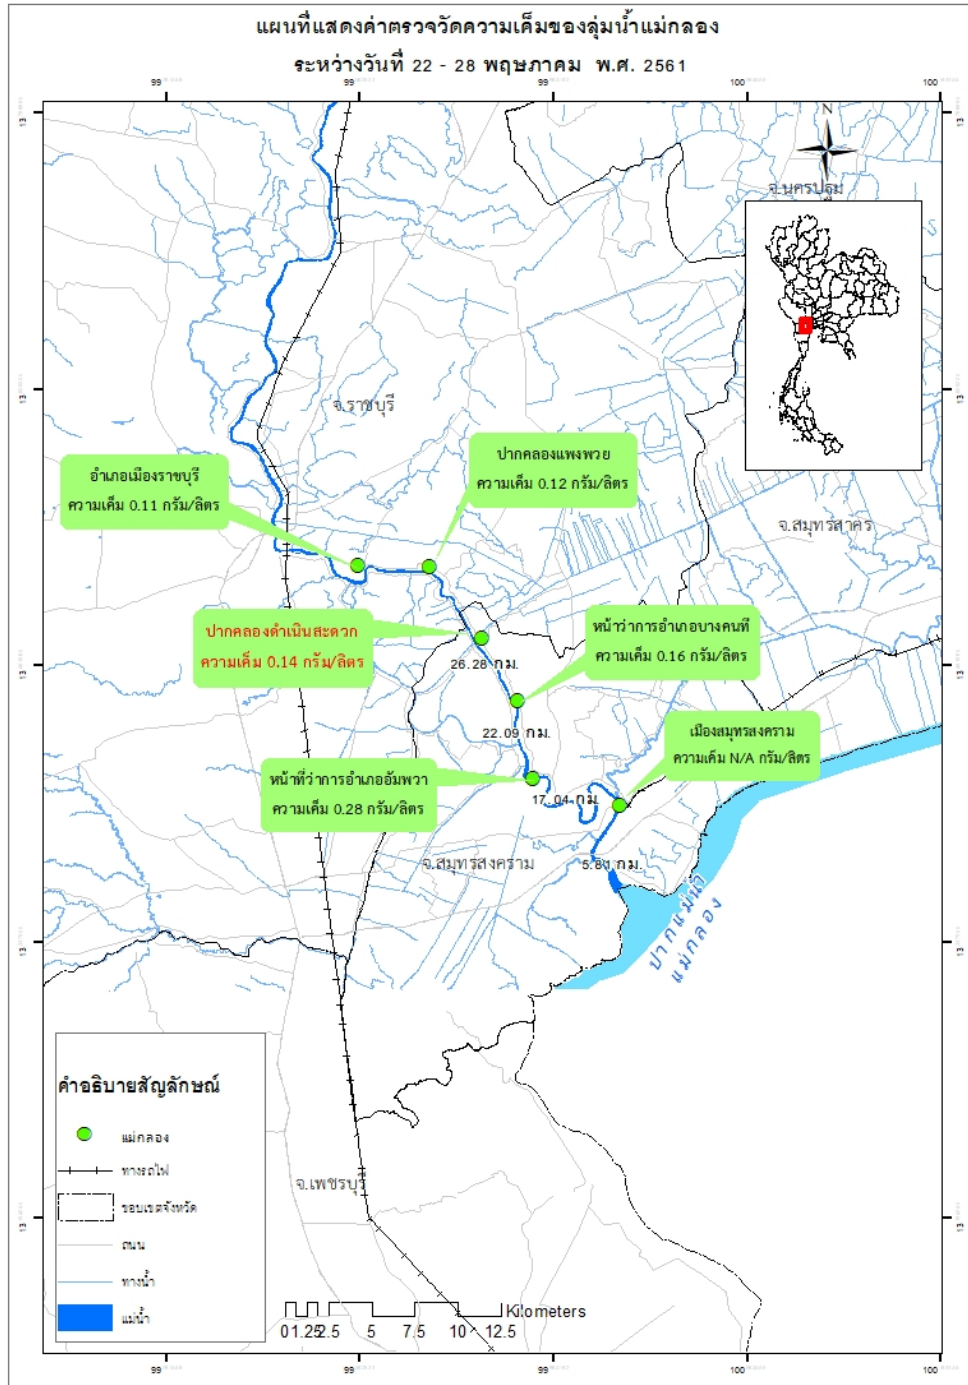 แผนที่แสดงค่าตรวจวัดความเค็มของลุ่มน้ำแม่กลอง
ระหว่างวันที่ 22 - 28 พฤษภาคม พ.ศ. 2561
N
จ.นครปฐม
จ.ราชบุรี
ปากคลองแพงพวย
ความเค็ม 0.12 กรัม/ลิตร
อำเภอเมืองราชบุรี
ความเค็ม 0.11 กรัม/ลิตร
จ.สมุทรสาคร
ปากคลองดำเนินสะดวก
ความเค็ม 0.14 กรัม/ลิตร
หน้าว่าการอำเภอบางคนที
ความเค็ม 0.16 กรัม/ลิตร
26.28 กม.
22.09 กม.
เมืองสมุทรสงคราม
ความเค็ม N/A กรัม/ลิตร
หน้าที่ว่าการอำเภออัมพวา
ความเค็ม 0.28 กรัม/ลิตร
17.04 กม.
จ.สมุทรสงคราม
5.81 กม.
ปากแม่น้ำ
แม่กลอง
คำอธิบายสัญลักษณ์
แม่กลอง
ทางรถไฟ
ขอบเขตจังหวัด
ถนน
ทางน้ำ
แม่น้ำ
จ.เพชรบุรี
Kilometers
0 1.25 2.5 5 7.5 10 12.5